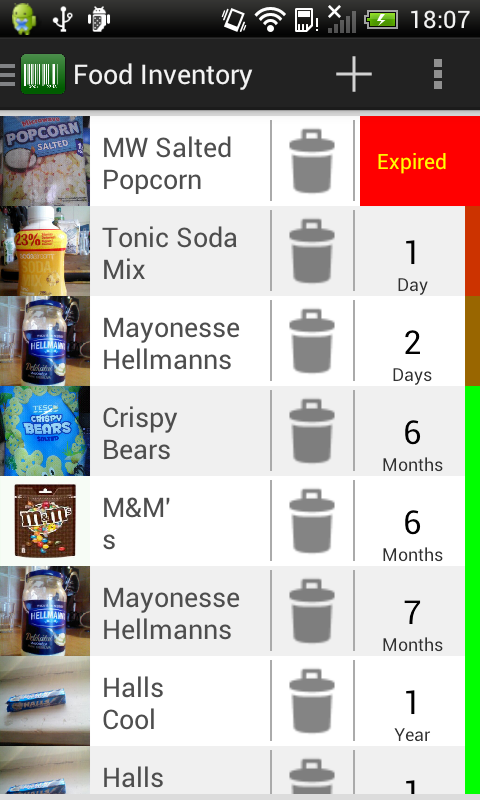 18:07
Food Inventory
POPCORN
SALTED
MW Salted
Popcorn
Expired
23%
Tonic Soda
Mix
1
Day
HELLMANN'S
Mayonesse
Hellmanns
2
Days
TESCO
CRISPY
BEARS
SALTED
Crispy
Bears
6
Months
m&m's
M&M'
s
6
Months
HELLMANN'S
Mayonesse
Hellmanns
7
Months
HALLS
Halls
Cool
1
Year
Halls
1